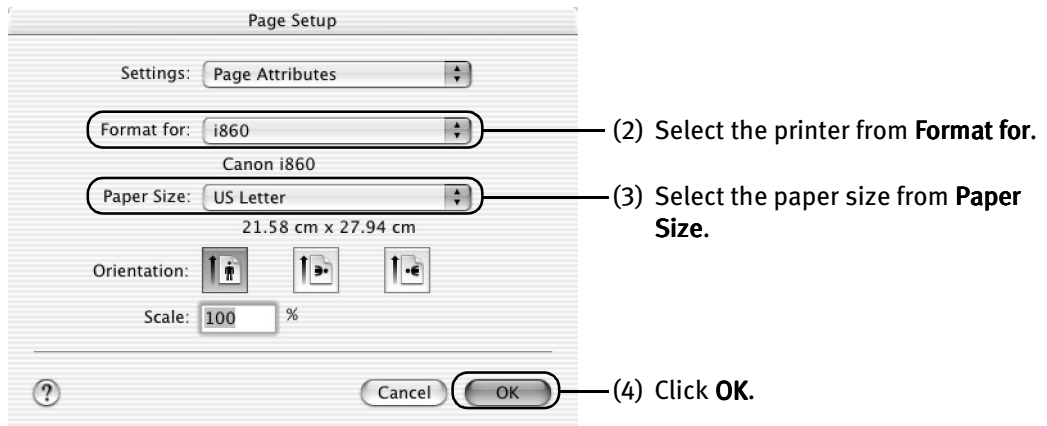 Page Setup
Settings: Page Attributes
Format for: i860
(2) Select the printer from Format for.
Canon i860
Paper Size: US Letter
(3) Select the paper size from Paper
Size.
21.58 cm x 27.94 cm
Orientation:
Scale: 100 %
? Cancel OK
(4) Click OK.